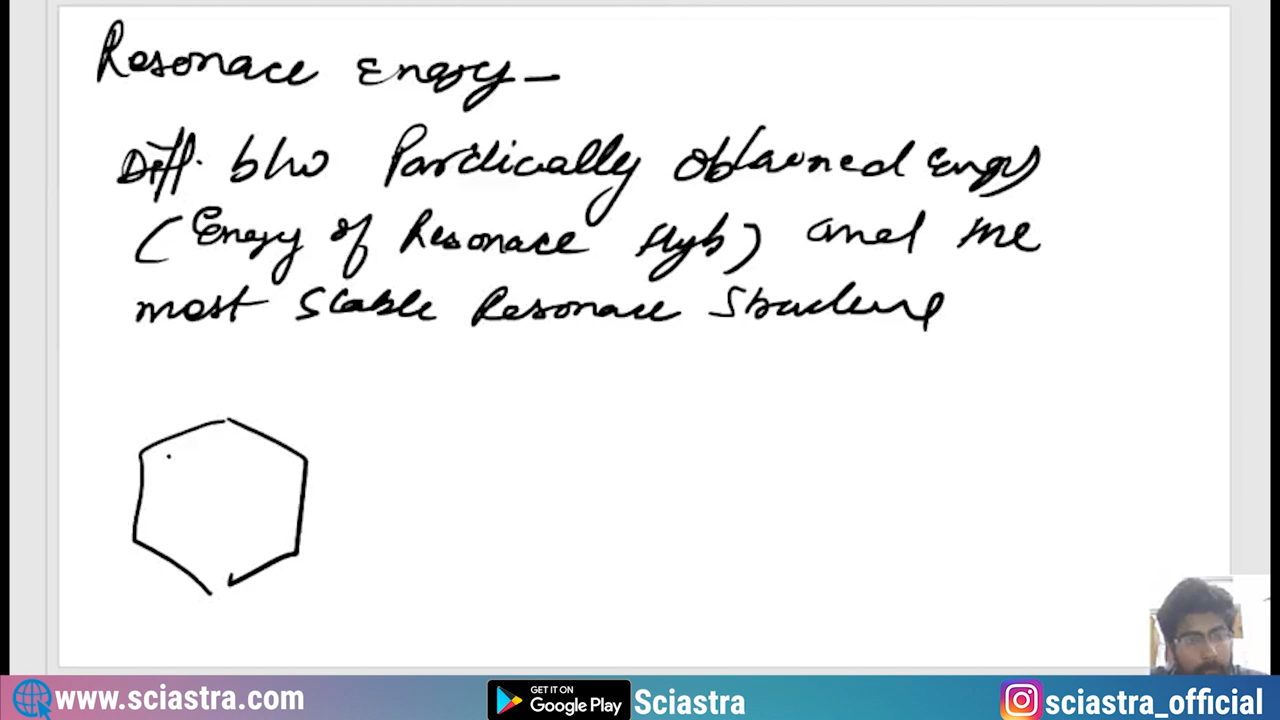 Resonace Energy –
Diff. b/w Pardically Obtained Energy
(Energy of Resonace Hyb) and the
most Stable Resonace Structure
www.sciastra.com
GET IT ON
Google Play
Sciastra
sciastra_official